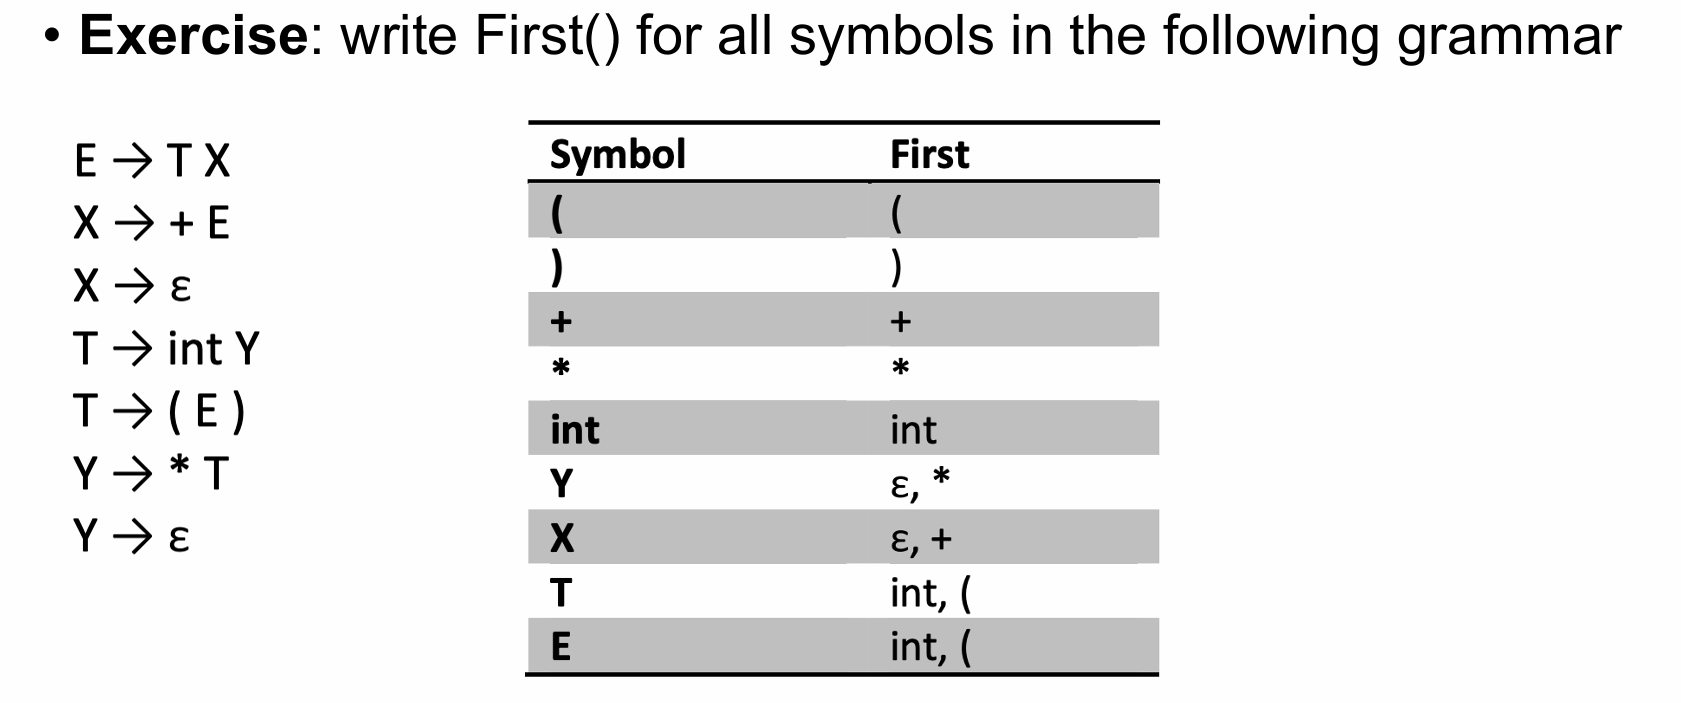 • Exercise: write First() for all symbols in the following grammar
E → T X
X → + E
X → ε
T → int Y
T → ( E )
Y → * T
Y → ε
Symbol First
( (
) )
+ +
* *
int int
Y ε, *
X ε, +
T int, (
E int, (